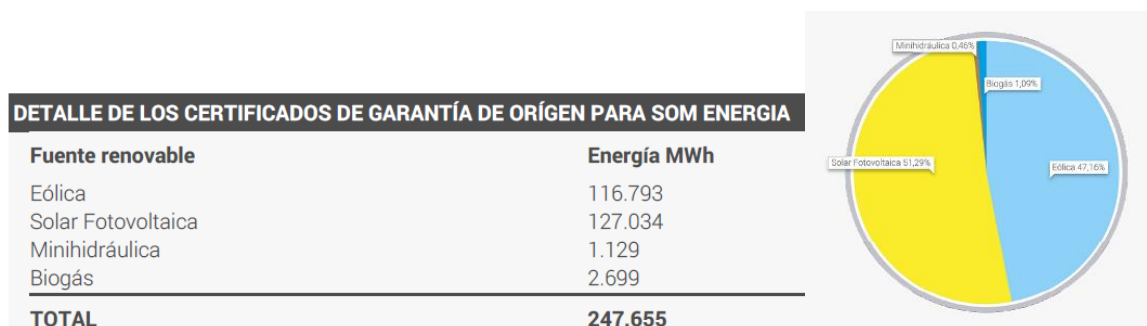 DETALLE DE LOS CERTIFICADOS DE GARANTÍA DE ORÍGEN PARA SOM ENERGIA
Fuente renovable Energía MWh
Eólica 116.793
Solar Fotovoltaica 127.034
Minihidráulica 1.129
Biogás 2.699
TOTAL 247.655
Minihidráulica 0,46%
Biogás 1,09%
Solar Fotovoltaica 51,29%
Eólica 47,16%